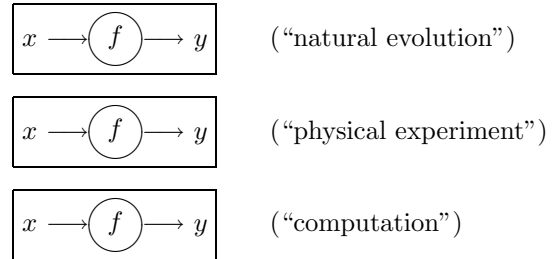 x f y (“natural evolution”)
x f y (“physical experiment”)
x f y (“computation”)